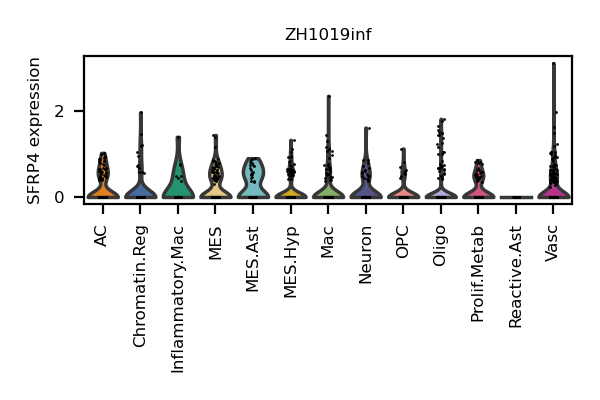 ZH1019inf
SFRP4 expression
2
0
AC
Chromatin.Reg
Inflammatory.Mac
MES
MES.Ast
MES.Hyp
Mac
Neuron
OPC
Oligo
Prolif.Metab
Reactive.Ast
Vasc